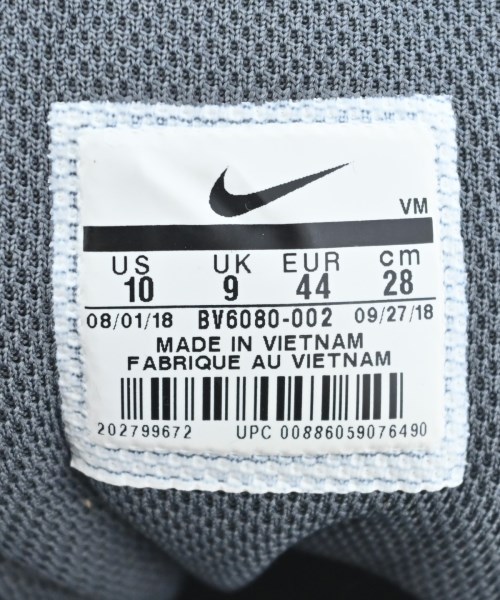 VM
US UK EUR cm
10 9 44 28
08/01/18 BV6080-002 09/27/18
MADE IN VIETNAM
FABRIQUE AU VIETNAM
202799672 UPC 00886059076490